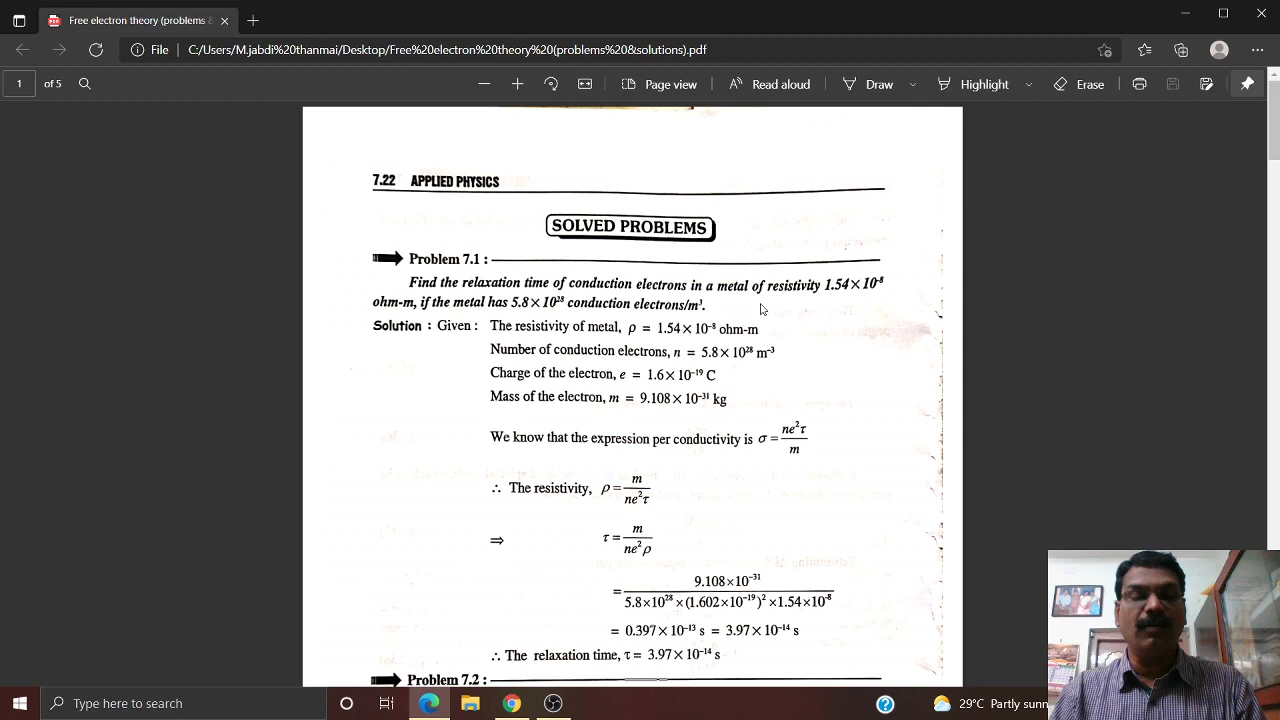 Free electron theory (problems &
File C:/Users/M.jabdi%20thanmai/Desktop/Free%20electron%20theory%20(problems%208solutions).pdf
1 of 5 Page view Read aloud Draw Highlight Erase
7.22 APPLIED PHYSICS
SOLVED PROBLEMS
Problem 7.1 :
Find the relaxation time of conduction electrons in a metal of resistivity 1.54 × 10⁻⁸
ohm-m, if the metal has 5.8 × 10²⁸ conduction electrons/m³.
Solution : Given : The resistivity of metal, ρ = 1.54 × 10⁻⁸ ohm-m
Number of conduction electrons, n = 5.8 × 10²⁸ m⁻³
Charge of the electron, e = 1.6 × 10⁻¹⁹ C
Mass of the electron, m = 9.108 × 10⁻³¹ kg
We know that the expression per conductivity is σ = ne²τ / m
∴ The resistivity, ρ = m / ne²τ
⇒ τ = m / ne²ρ
= 9.108×10⁻³¹ / 5.8×10²⁸ × (1.602×10⁻¹⁹)² × 1.54×10⁻⁸
= 0.397 × 10⁻¹³ s = 3.97 × 10⁻¹⁴ s
∴ The relaxation time, τ = 3.97 × 10⁻¹⁴ s
Problem 7.2 :
Type here to search 29°C Partly sunn